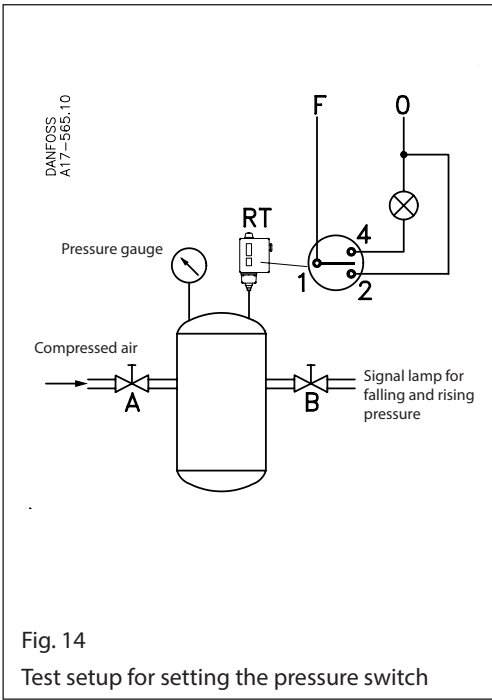 DANFOSS
A17-565.10
F
0
RT
4
1
2
Pressure gauge
Compressed air
A
B
Signal lamp for
falling and rising
pressure
Fig. 14
Test setup for setting the pressure switch